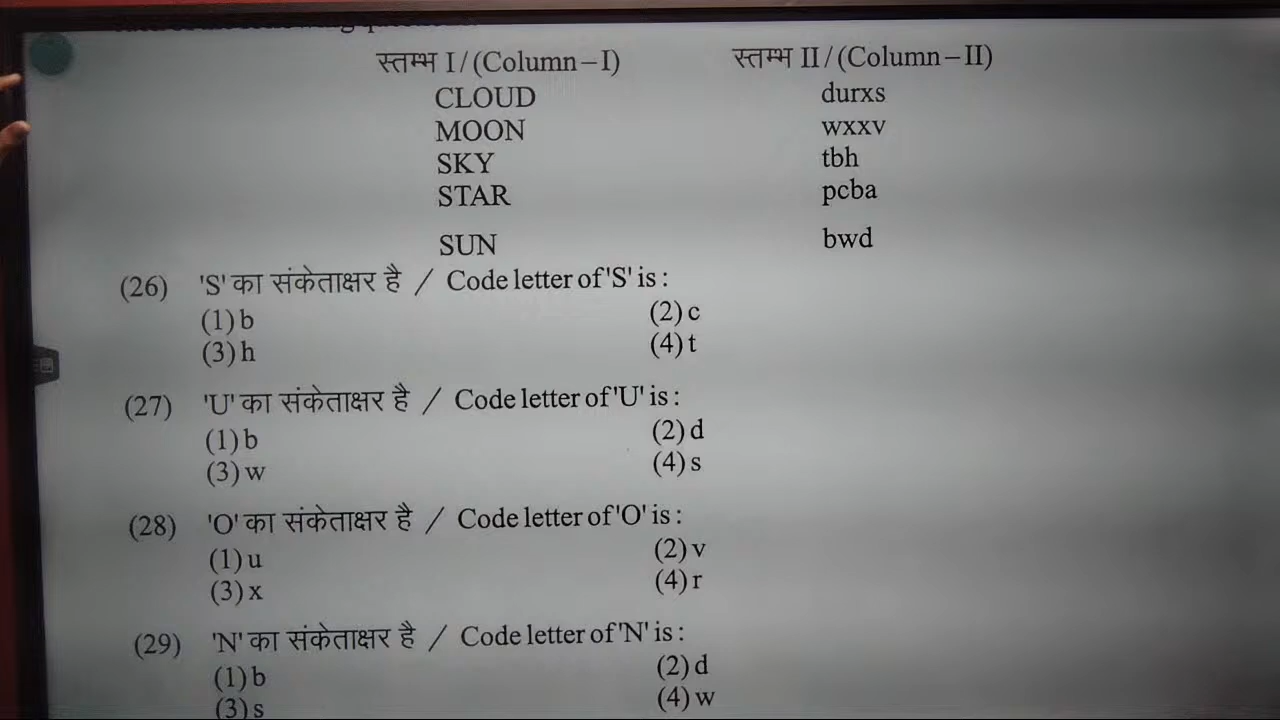 स्तम्भ I / (Column – I) स्तम्भ II / (Column – II)
CLOUD durxs
MOON wxxv
SKY tbh
STAR pcba
SUN bwd
(26) 'S' का संकेताक्षर है / Code letter of 'S' is :
(1) b (2) c
(3) h (4) t
(27) 'U' का संकेताक्षर है / Code letter of 'U' is :
(1) b (2) d
(3) w (4) s
(28) 'O' का संकेताक्षर है / Code letter of 'O' is :
(1) u (2) v
(3) x (4) r
(29) 'N' का संकेताक्षर है / Code letter of 'N' is :
(1) b (2) d
(3) s (4) w